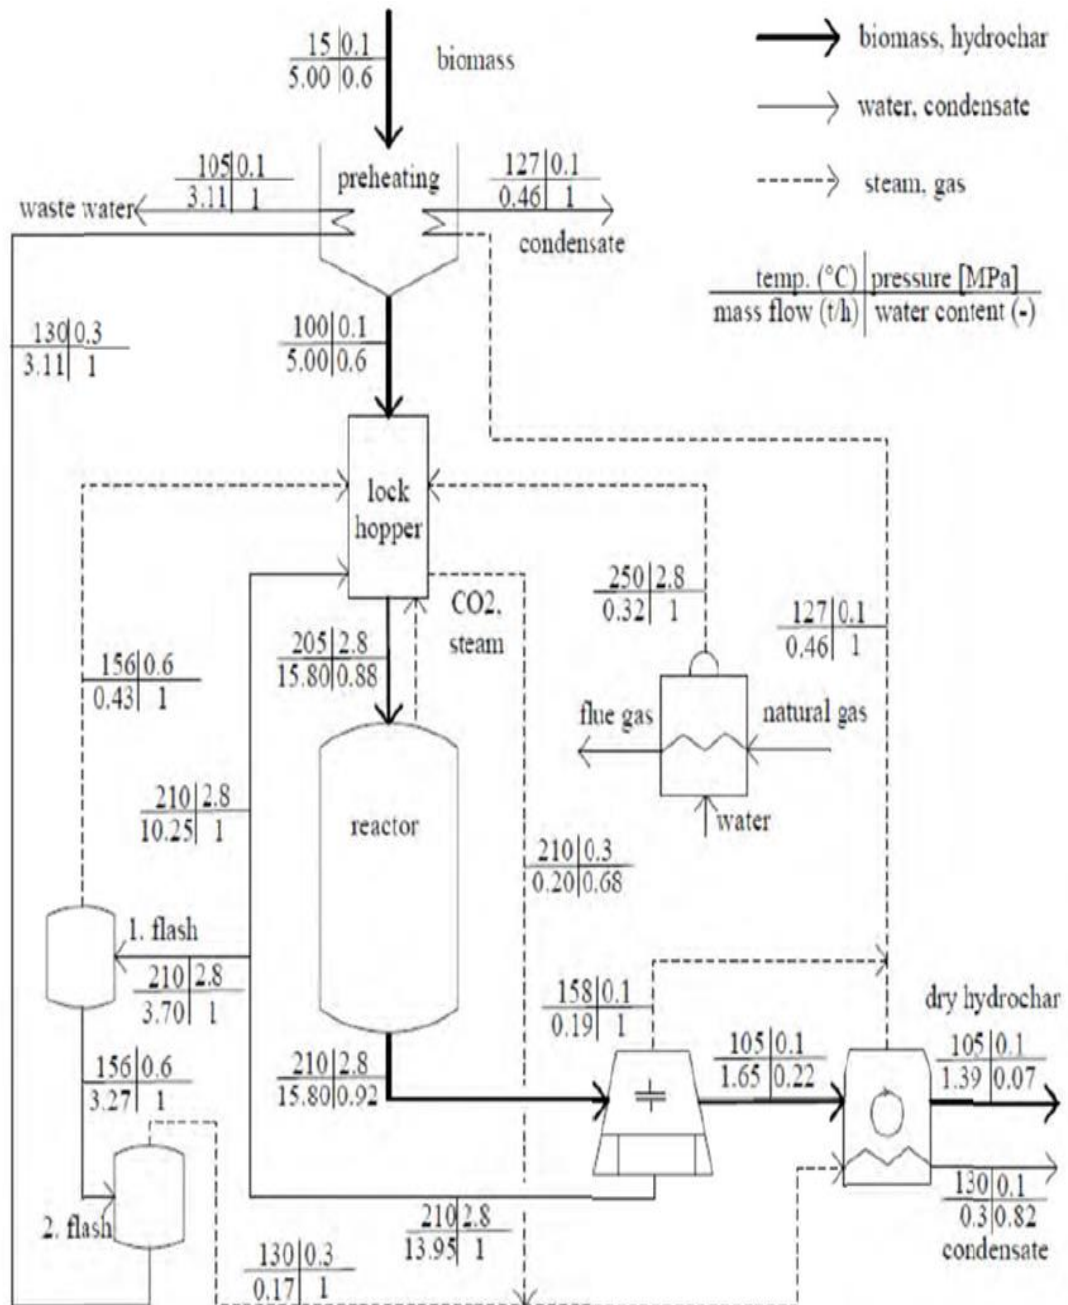 15 0.1
5.00 0.6
biomass
biomass, hydrochar
water, condensate
steam, gas
temp. (°C) pressure [MPa]
mass flow (t/h) water content (-)
105 0.1
3.11 1
preheating
127 0.1
0.46 1
waste water
condensate
130 0.3
3.11 1
100 0.1
5.00 0.6
lock
hopper
CO2,
steam
250 2.8
0.32 1
127 0.1
0.46 1
205 2.8
15.80 0.88
156 0.6
0.43 1
flue gas
natural gas
water
210 2.8
10.25 1
reactor
210 0.3
0.20 0.68
1. flash
210 2.8
3.70 1
158 0.1
0.19 1
dry hydrochar
105 0.1
1.65 0.22
105 0.1
1.39 0.07
156 0.6
3.27 1
210 2.8
15.80 0.92
2. flash
210 2.8
13.95 1
130 0.1
0.3 0.82
condensate
130 0.3
0.17 1